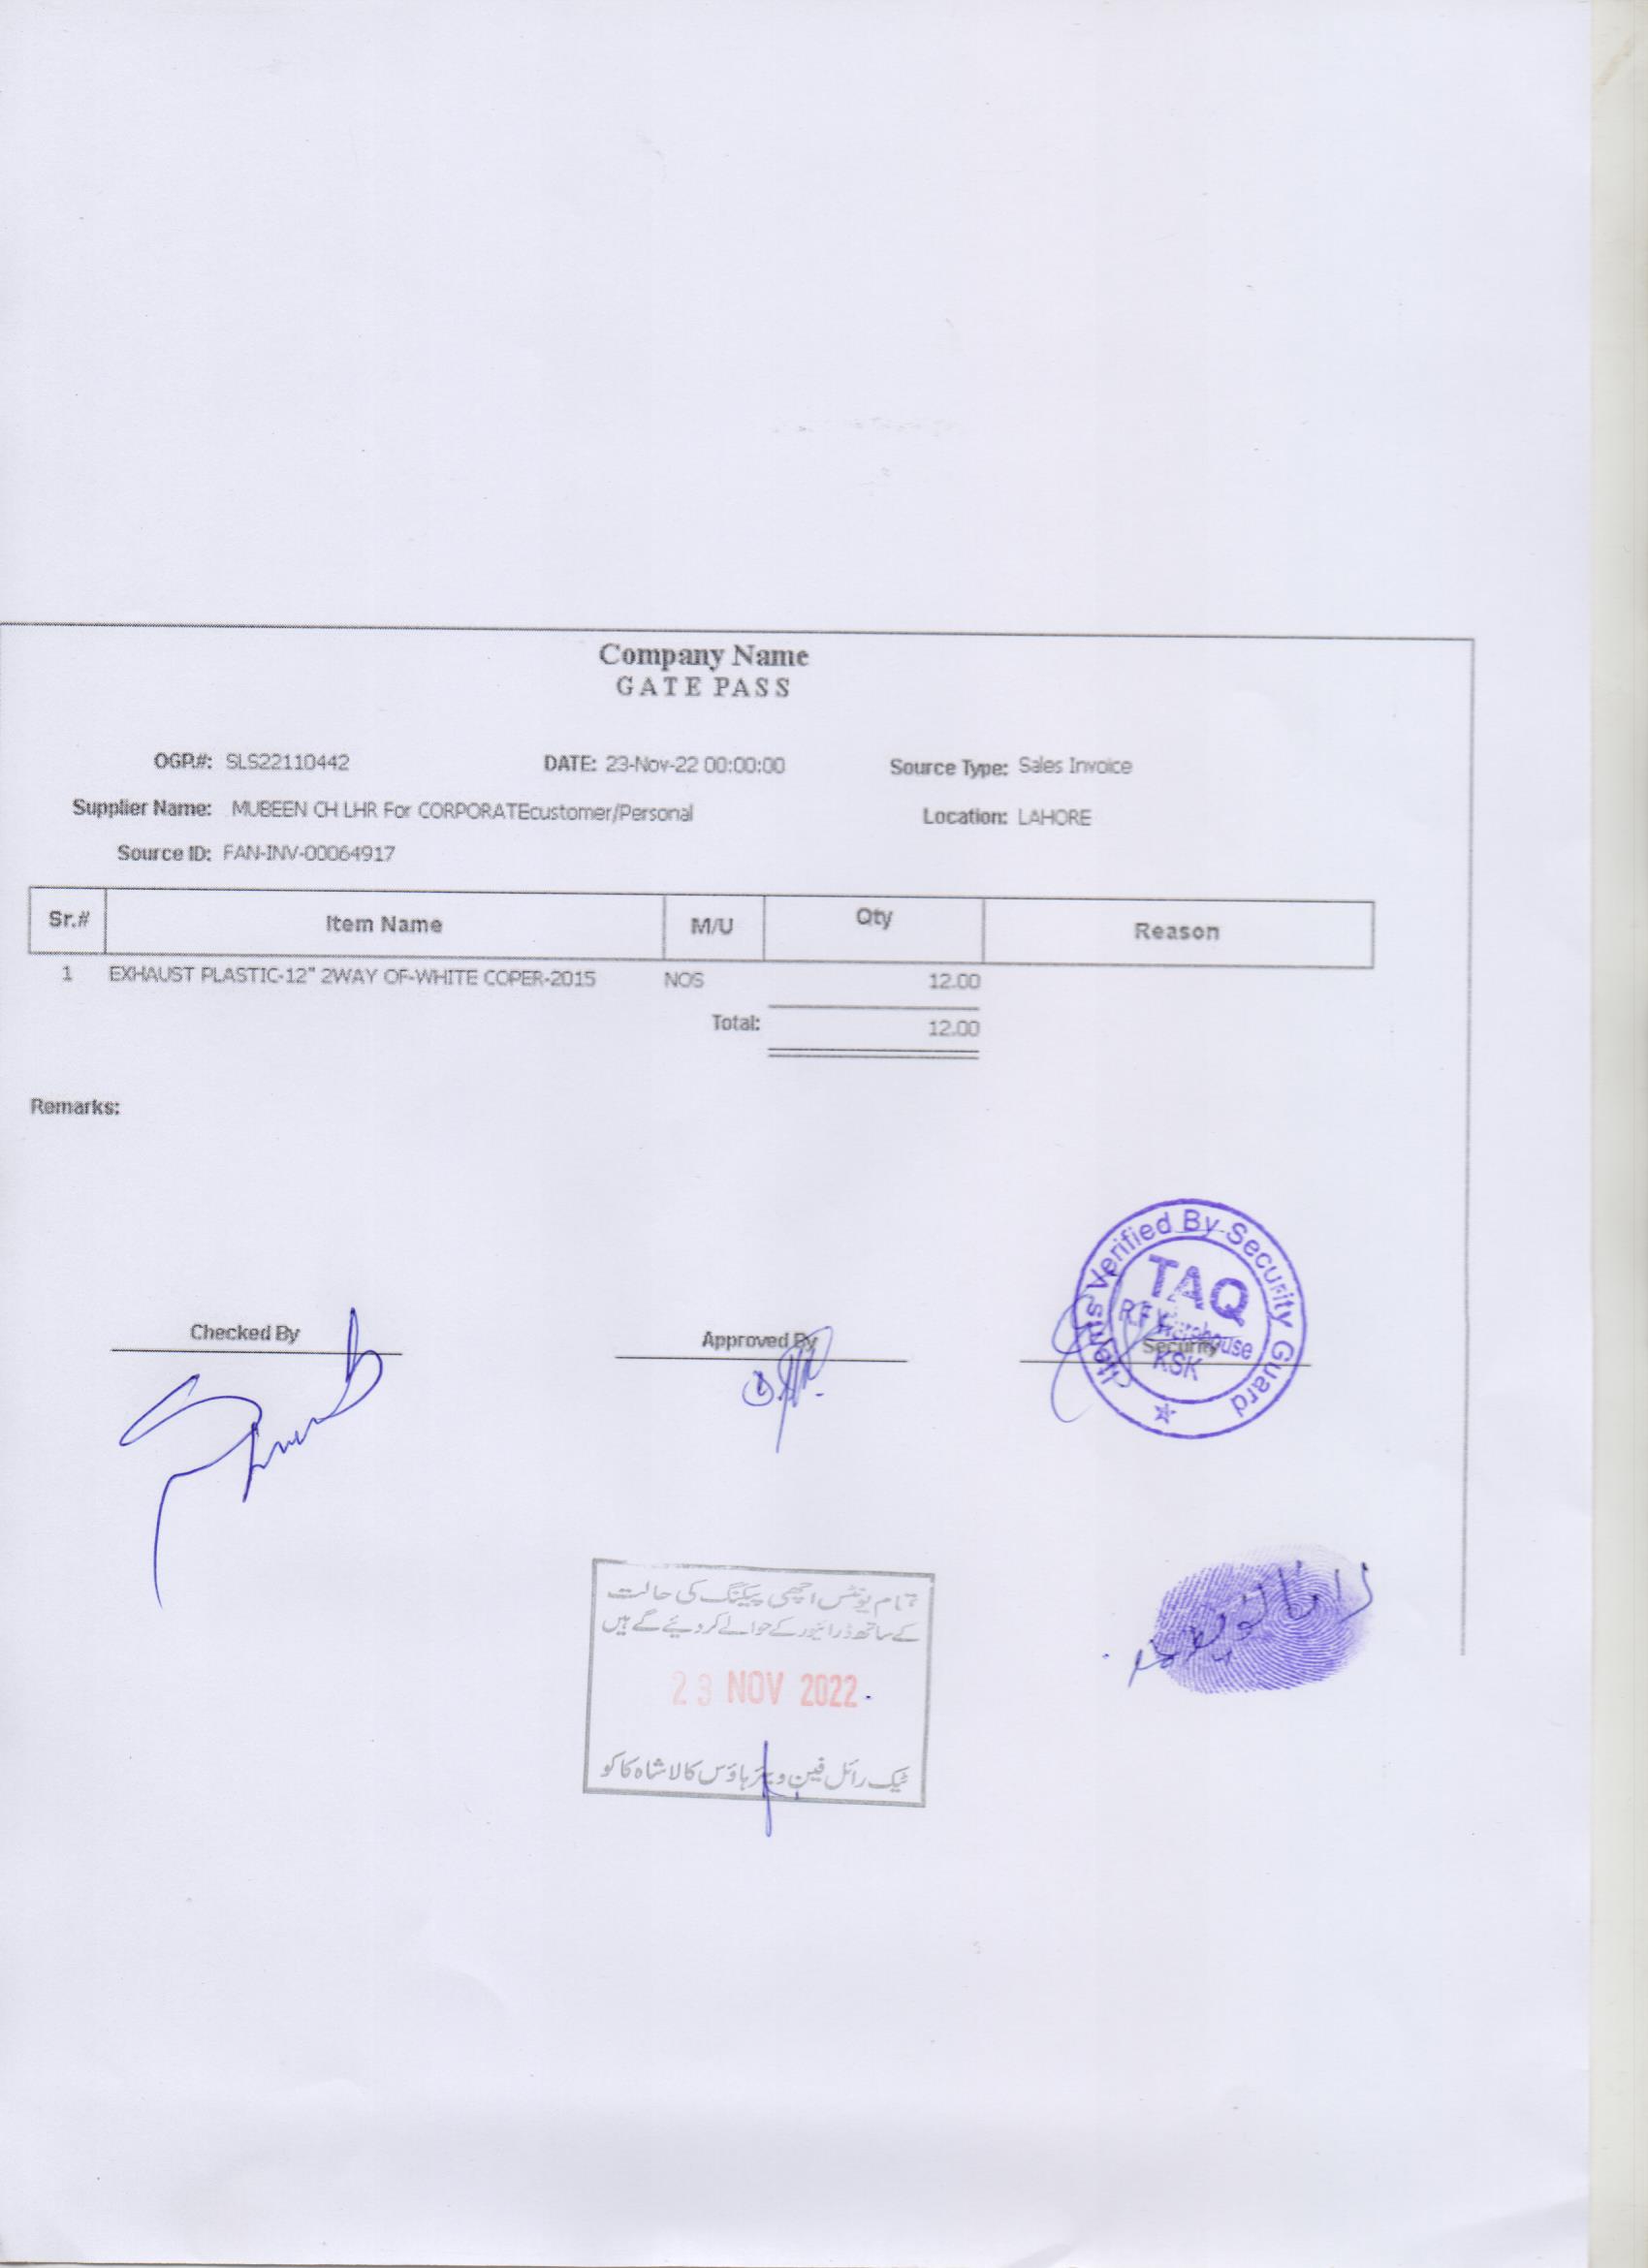 Company Name
GATE PASS
OGP.#: SLS22110442 DATE: 23-Nov-22 00:00:00 Source Type: Sales Invoice
Supplier Name: MUBEEN CH LHR For CORPORATEcustomer/Personal Location: LAHORE
Source ID: FAN-INV-00064917
Sr.# Item Name M/U Qty Reason
1 EXHAUST PLASTIC-12" 2WAY OF-WHITE COPER-2015 NOS 12.00
Total: 12.00
Remarks:
Checked By Approved By Security
Items Verified By Security Guard
TAQ
R.F Warehouse
KSK
تمام یونٹس اچھی پیکنگ کی حالت
کے ساتھ ڈرائیور کے حوالے کر دیئے گے ہیں
23 NOV 2022
ٹیک رائل فین ویئر ہاؤس کالا شاہ کاکو